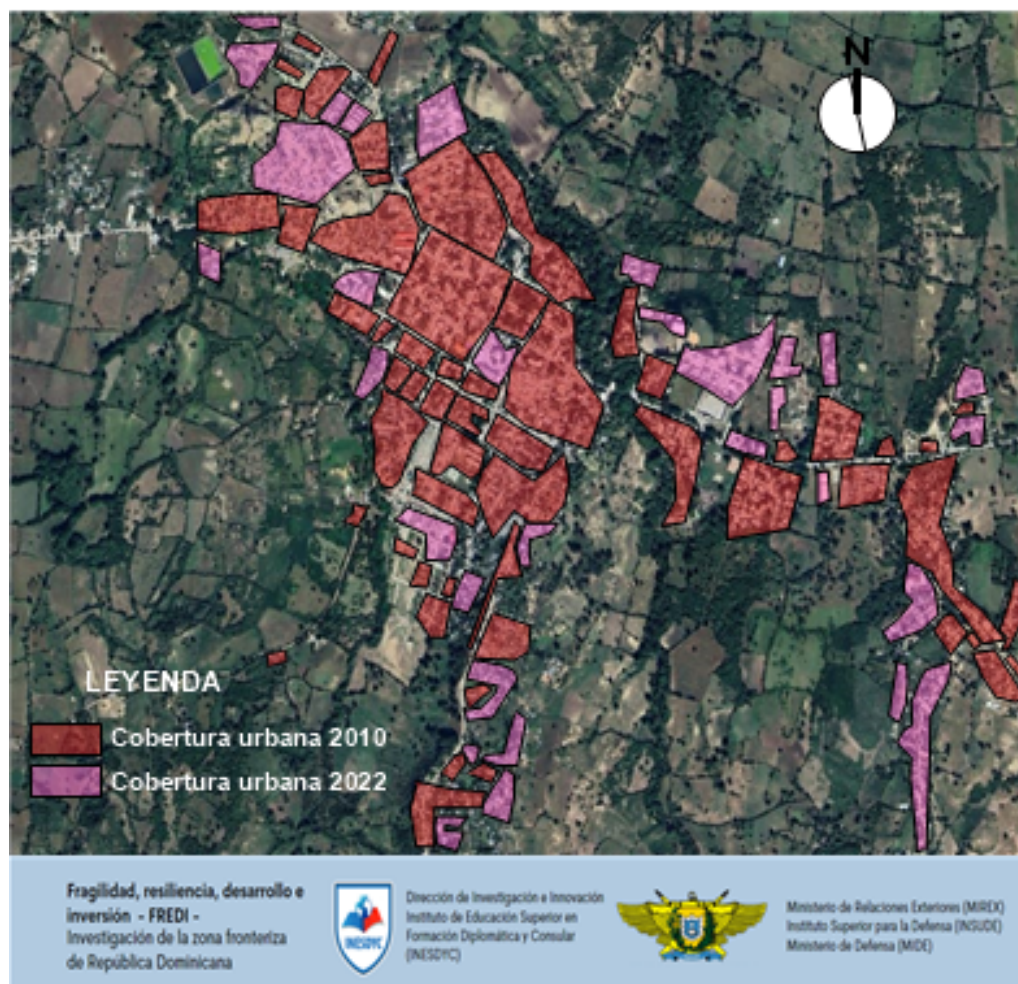 N
LEYENDA
Cobertura urbana 2010
Cobertura urbana 2022
Fragilidad, resiliencia, desarrollo e
inversión - FREDI -
Investigación de la zona fronteriza
de República Dominicana
INESDYC
Dirección de Investigación e Innovación
Instituto de Educación Superior en
Formación Diplomática y Consular
(INESDYC)
Ministerio de Relaciones Exteriores (MIREX)
Instituto Superior para la Defensa (INSUDE)
Ministerio de Defensa (MIDE)